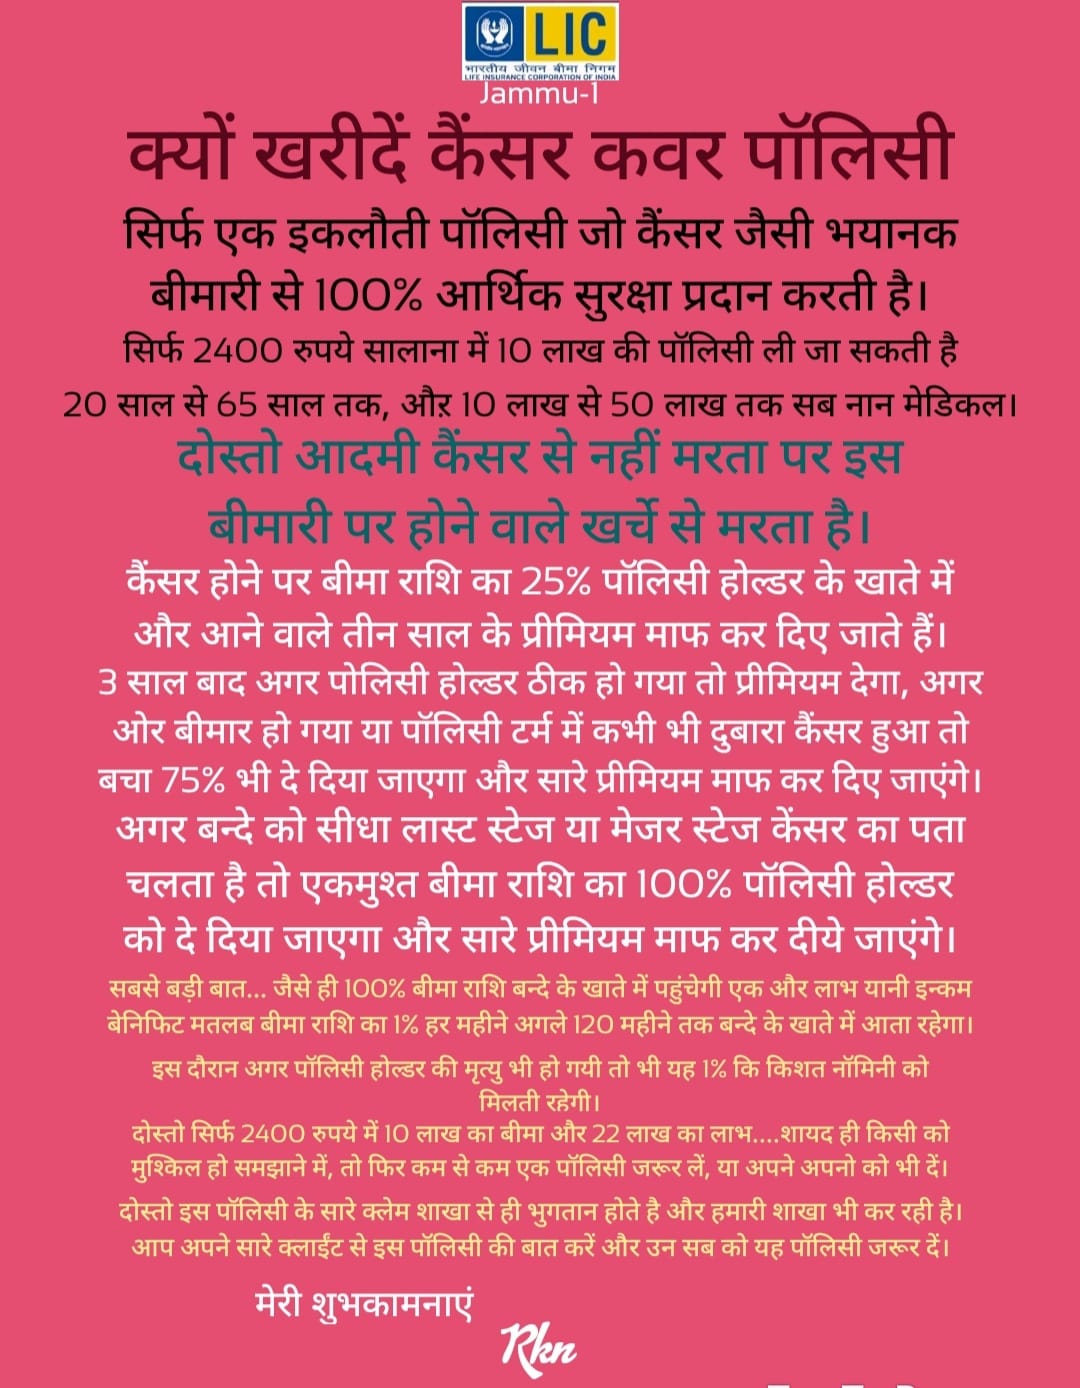 LIC
भारतीय जीवन बीमा निगम
LIFE INSURANCE CORPORATION OF INDIA
Jammu-1
क्यों खरीदें कैंसर कवर पॉलिसी
सिर्फ एक इकलौती पॉलिसी जो कैंसर जैसी भयानक
बीमारी से 100% आर्थिक सुरक्षा प्रदान करती है।
सिर्फ 2400 रुपये सालाना में 10 लाख की पॉलिसी ली जा सकती है
20 साल से 65 साल तक, औऱ 10 लाख से 50 लाख तक सब नान मेडिकल।
दोस्तो आदमी कैंसर से नहीं मरता पर इस
बीमारी पर होने वाले खर्चे से मरता है।
कैंसर होने पर बीमा राशि का 25% पॉलिसी होल्डर के खाते में
और आने वाले तीन साल के प्रीमियम माफ कर दिए जाते हैं।
3 साल बाद अगर पोलिसी होल्डर ठीक हो गया तो प्रीमियम देगा, अगर
ओर बीमार हो गया या पॉलिसी टर्म में कभी भी दुबारा कैंसर हुआ तो
बचा 75% भी दे दिया जाएगा और सारे प्रीमियम माफ कर दिए जाएंगे।
अगर बन्दे को सीधा लास्ट स्टेज या मेजर स्टेज केंसर का पता
चलता है तो एकमुश्त बीमा राशि का 100% पॉलिसी होल्डर
को दे दिया जाएगा और सारे प्रीमियम माफ कर दीये जाएंगे।
सबसे बड़ी बात... जैसे ही 100% बीमा राशि बन्दे के खाते में पहुंचेगी एक और लाभ यानी इन्कम
बेनिफिट मतलब बीमा राशि का 1% हर महीने अगले 120 महीने तक बन्दे के खाते में आता रहेगा।
इस दौरान अगर पॉलिसी होल्डर की मृत्यु भी हो गयी तो भी यह 1% कि किशत नॉमिनी को
मिलती रहेगी।
दोस्तो सिर्फ 2400 रुपये में 10 लाख का बीमा और 22 लाख का लाभ....शायद ही किसी को
मुश्किल हो समझाने में, तो फिर कम से कम एक पॉलिसी जरूर लें, या अपने अपनो को भी दें।
दोस्तो इस पॉलिसी के सारे क्लेम शाखा से ही भुगतान होते है और हमारी शाखा भी कर रही है।
आप अपने सारे क्लाईंट से इस पॉलिसी की बात करें और उन सब को यह पॉलिसी जरूर दें।
मेरी शुभकामनाएं
Rkn